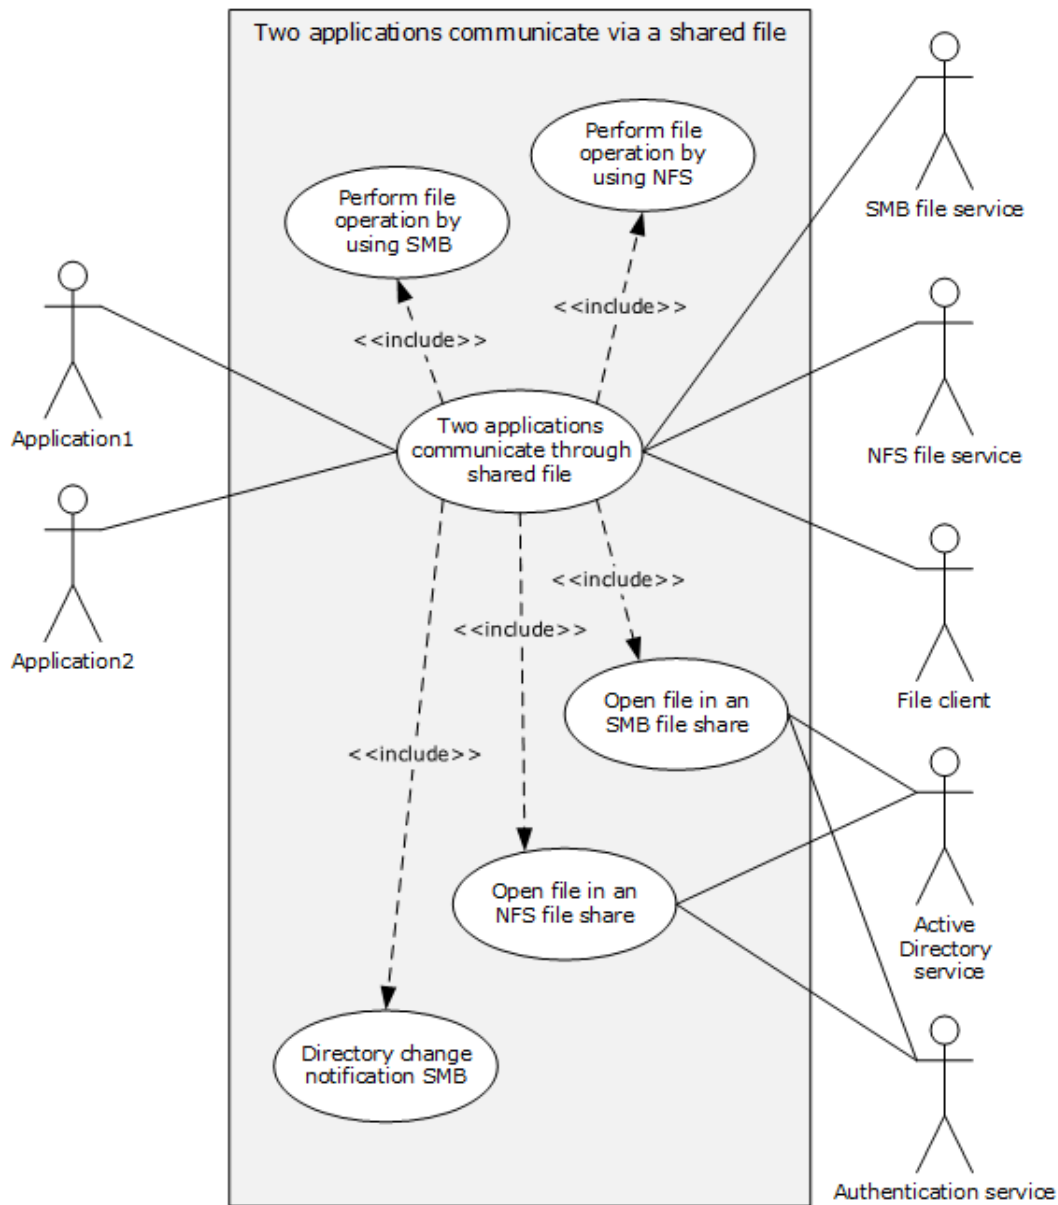 Two applications communicate via a shared file
Perform file
operation by
using NFS
Perform file
operation by
using SMB
SMB file service
<<include>>
<<include>>
Application1
Two applications
communicate through
shared file
NFS file service
<<include>>
<<include>>
Application2
Open file in an
SMB file share
File client
<<include>>
Open file in an
NFS file share
Active
Directory
service
Directory change
notification SMB
Authentication service